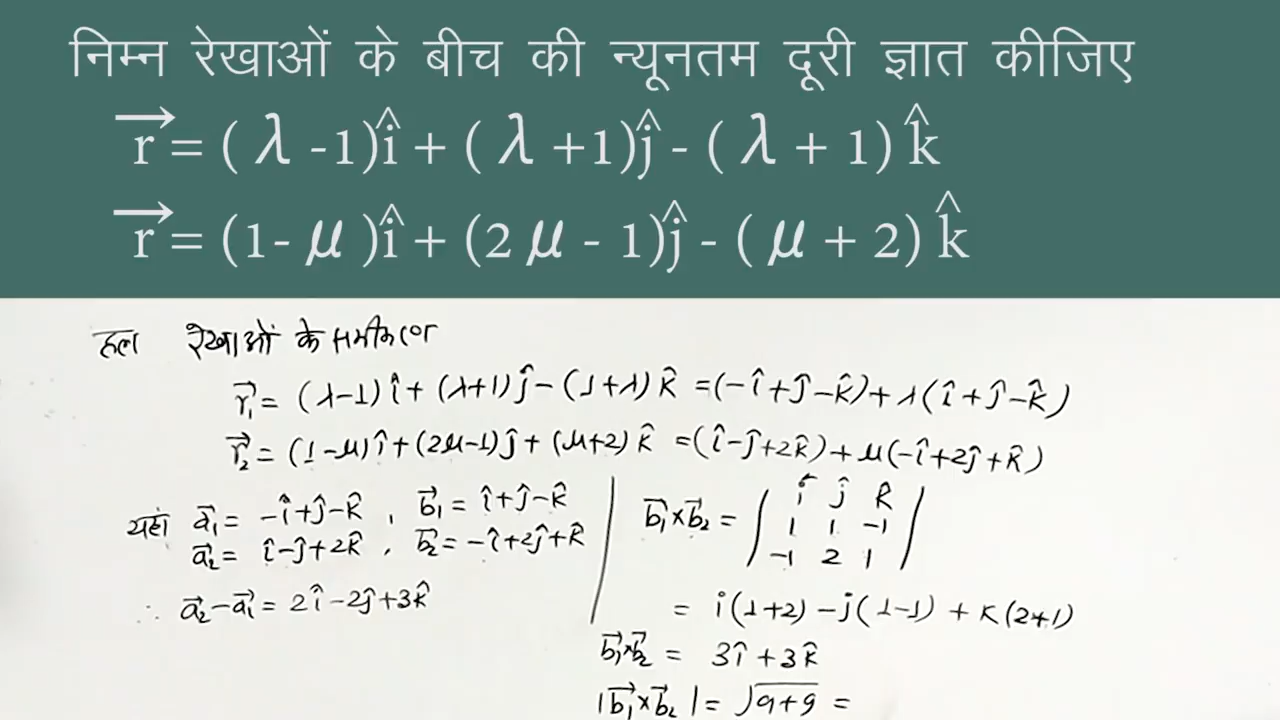 निम्न रेखाओं के बीच की न्यूनतम दूरी ज्ञात कीजिए
r⃗ = ( λ -1)î + ( λ +1)ĵ - ( λ + 1) k̂
r⃗ = (1- μ )î + (2 μ - 1)ĵ - ( μ + 2) k̂
हल रेखाओं के समीकरण
r⃗₁ = (λ-1)î + (λ+1)ĵ - (1+λ) k̂ = (-î+ĵ-k̂) + λ(î+ĵ-k̂)
r⃗₂ = (1-μ)î + (2μ-1)ĵ + (μ+2) k̂ = (î-ĵ+2k̂) + μ(-î+2ĵ+k̂)
यहां a⃗₁ = -î+ĵ-k̂ , b⃗₁ = î+ĵ-k̂
a⃗₂ = î-ĵ+2k̂ , b⃗₂ = -î+2ĵ+k̂
∴ a⃗₂-a⃗₁ = 2î-2ĵ+3k̂
b⃗₁×b⃗₂ = | î ĵ k̂
1 1 -1
-1 2 1 |
= i(1+2) - j(1-1) + k(2+1)
b⃗₁×b⃗₂ = 3î+3k̂
|b⃗₁×b⃗₂| = √9+9 =